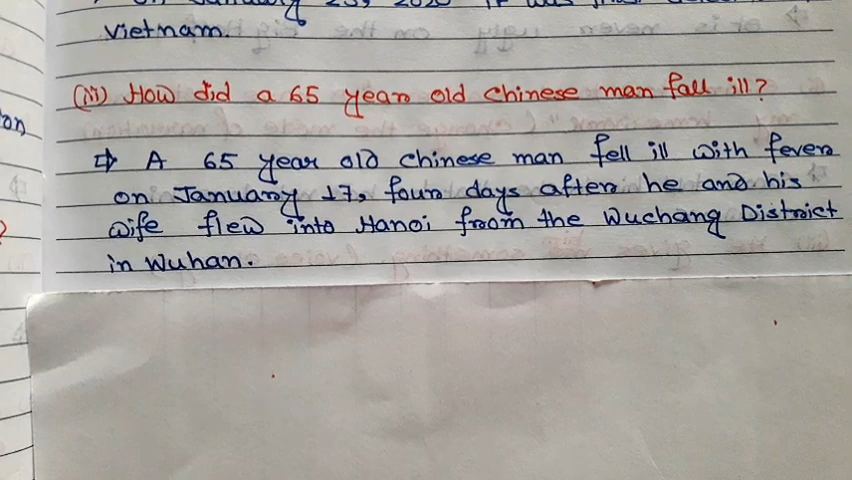 Vietnam.
(iii) How did a 65 year old Chinese man fall ill?
⇒ A 65 year old Chinese man fell ill with fever
on January 17, four days after he and his
wife flew into Hanoi from the Wuchang District
in Wuhan.